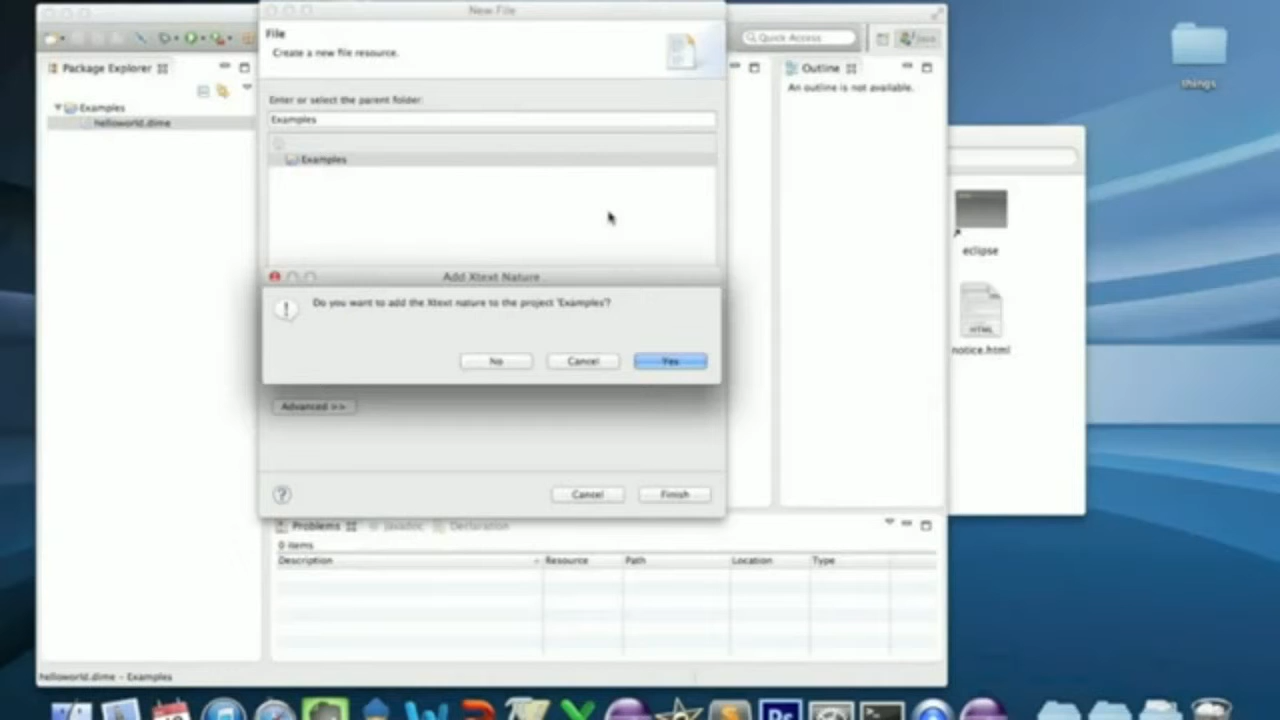 New File
File
Create a new file resource.
Quick Access
Java
Package Explorer
Outline
An outline is not available.
things
Enter or select the parent folder:
Examples
Examples
helloworld.dime
Examples
Add Xtext Nature
Do you want to add the Xtext nature to the project 'Examples'?
No
Cancel
Yes
eclipse
HTML
notice.html
Advanced >>
?
Cancel
Finish
Problems
Javadoc
Declaration
0 items
Description
Resource
Path
Location
Type
helloworld.dime - Examples
Ps